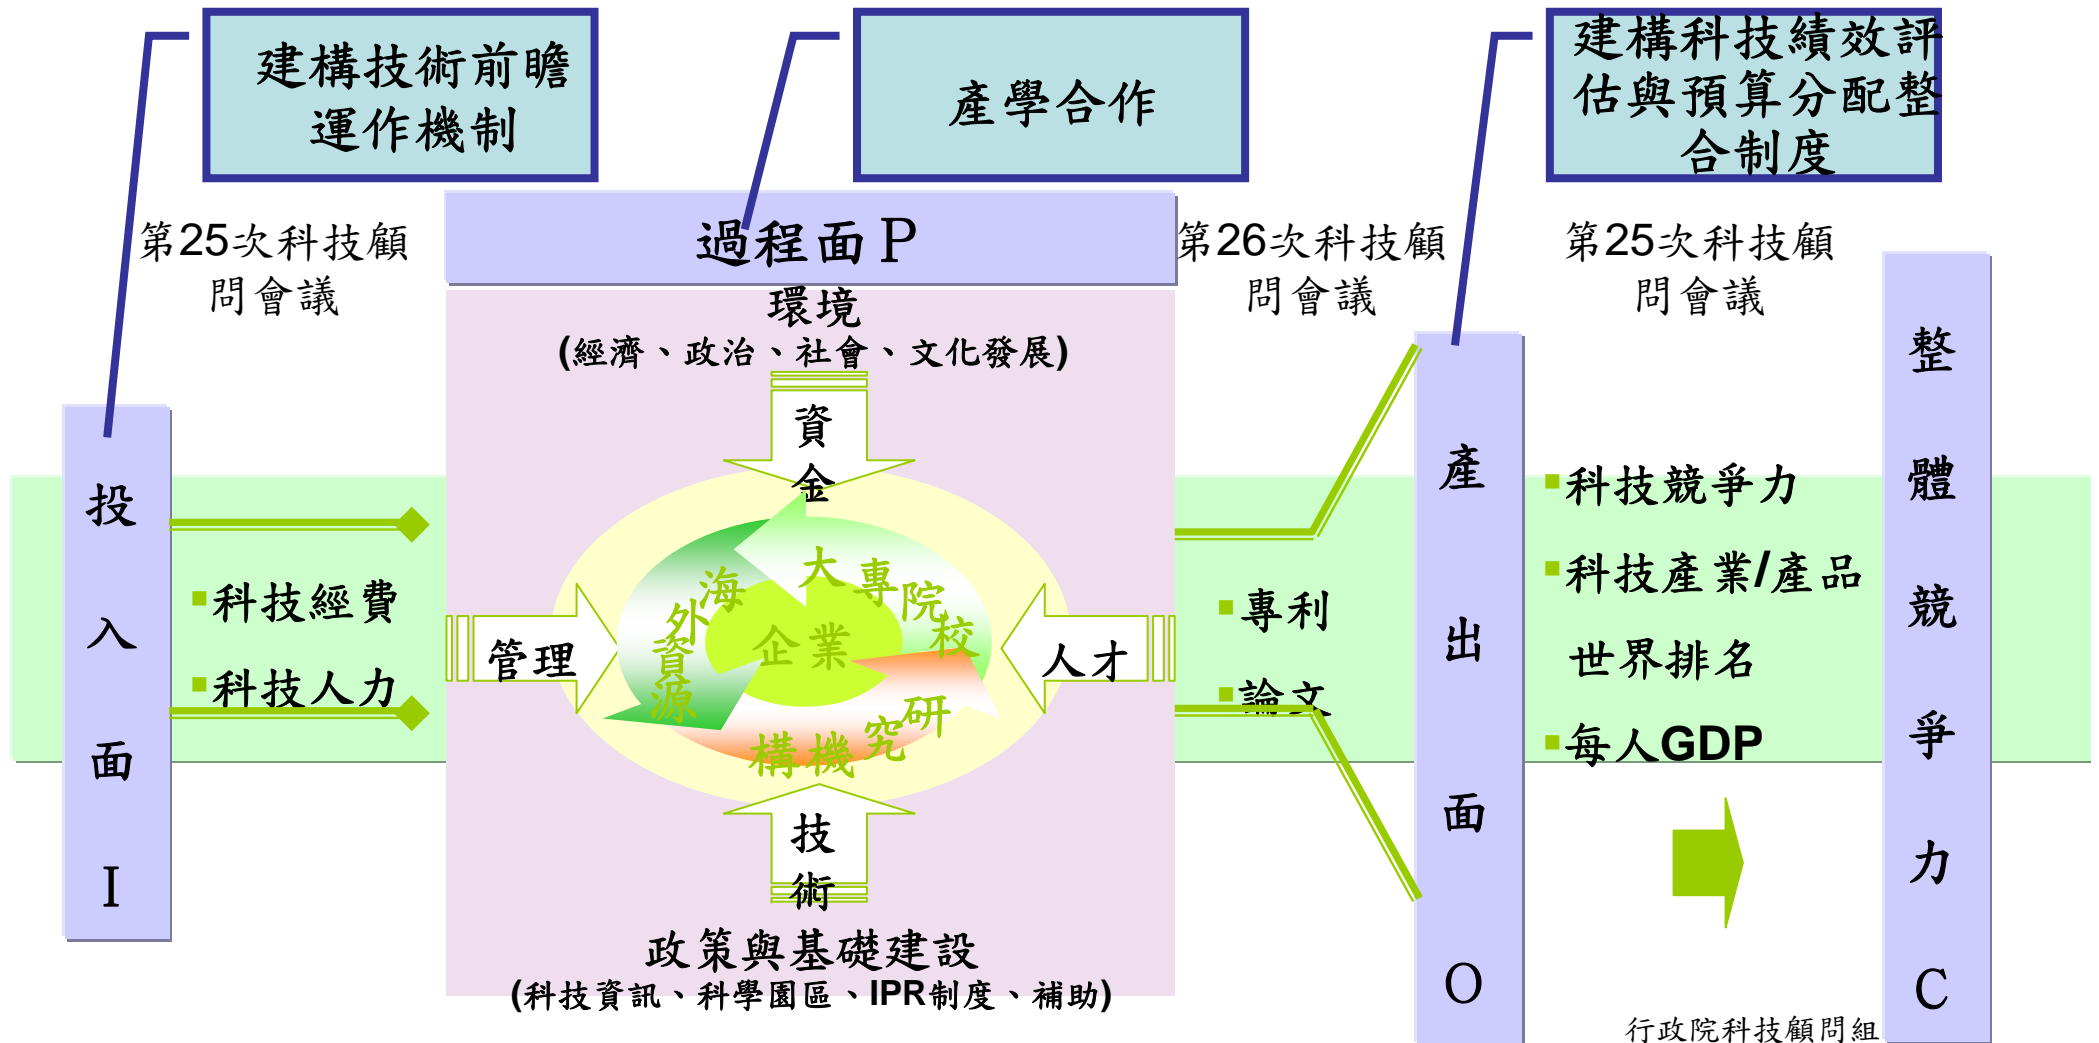 建構技術前瞻
運作機制
產學合作
建構科技績效評
估與預算分配整
合制度
第25次科技顧
問會議
過程面P
第26次科技顧
問會議
第25次科技顧
問會議
環境
(經濟、政治、社會、文化發展)
投入面I
科技經費
科技人力
資金
管理
人才
技術
海外資源
大專院校
研究機構
企業
政策與基礎建設
(科技資訊、科學園區、IPR制度、補助)
專利
論文
產出面O
科技競爭力
科技產業/產品
世界排名
每人GDP
整體競爭力C
行政院科技顧問組